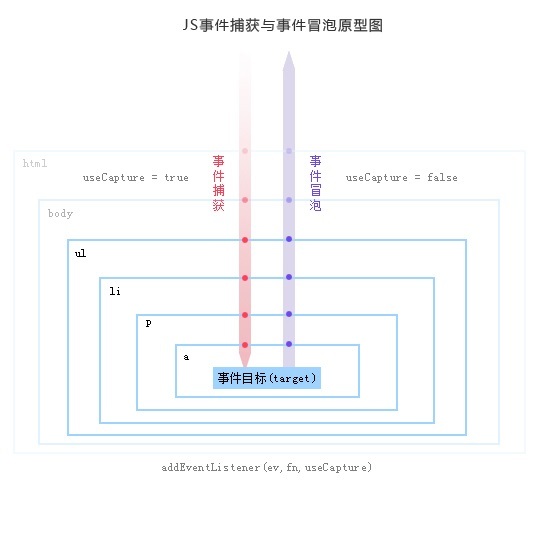 JS事件捕获与事件冒泡原型图
html
useCapture = true
事件捕获
事件冒泡
useCapture = false
body
ul
li
p
a
事件目标(target)
addEventListener(ev, fn, useCapture)